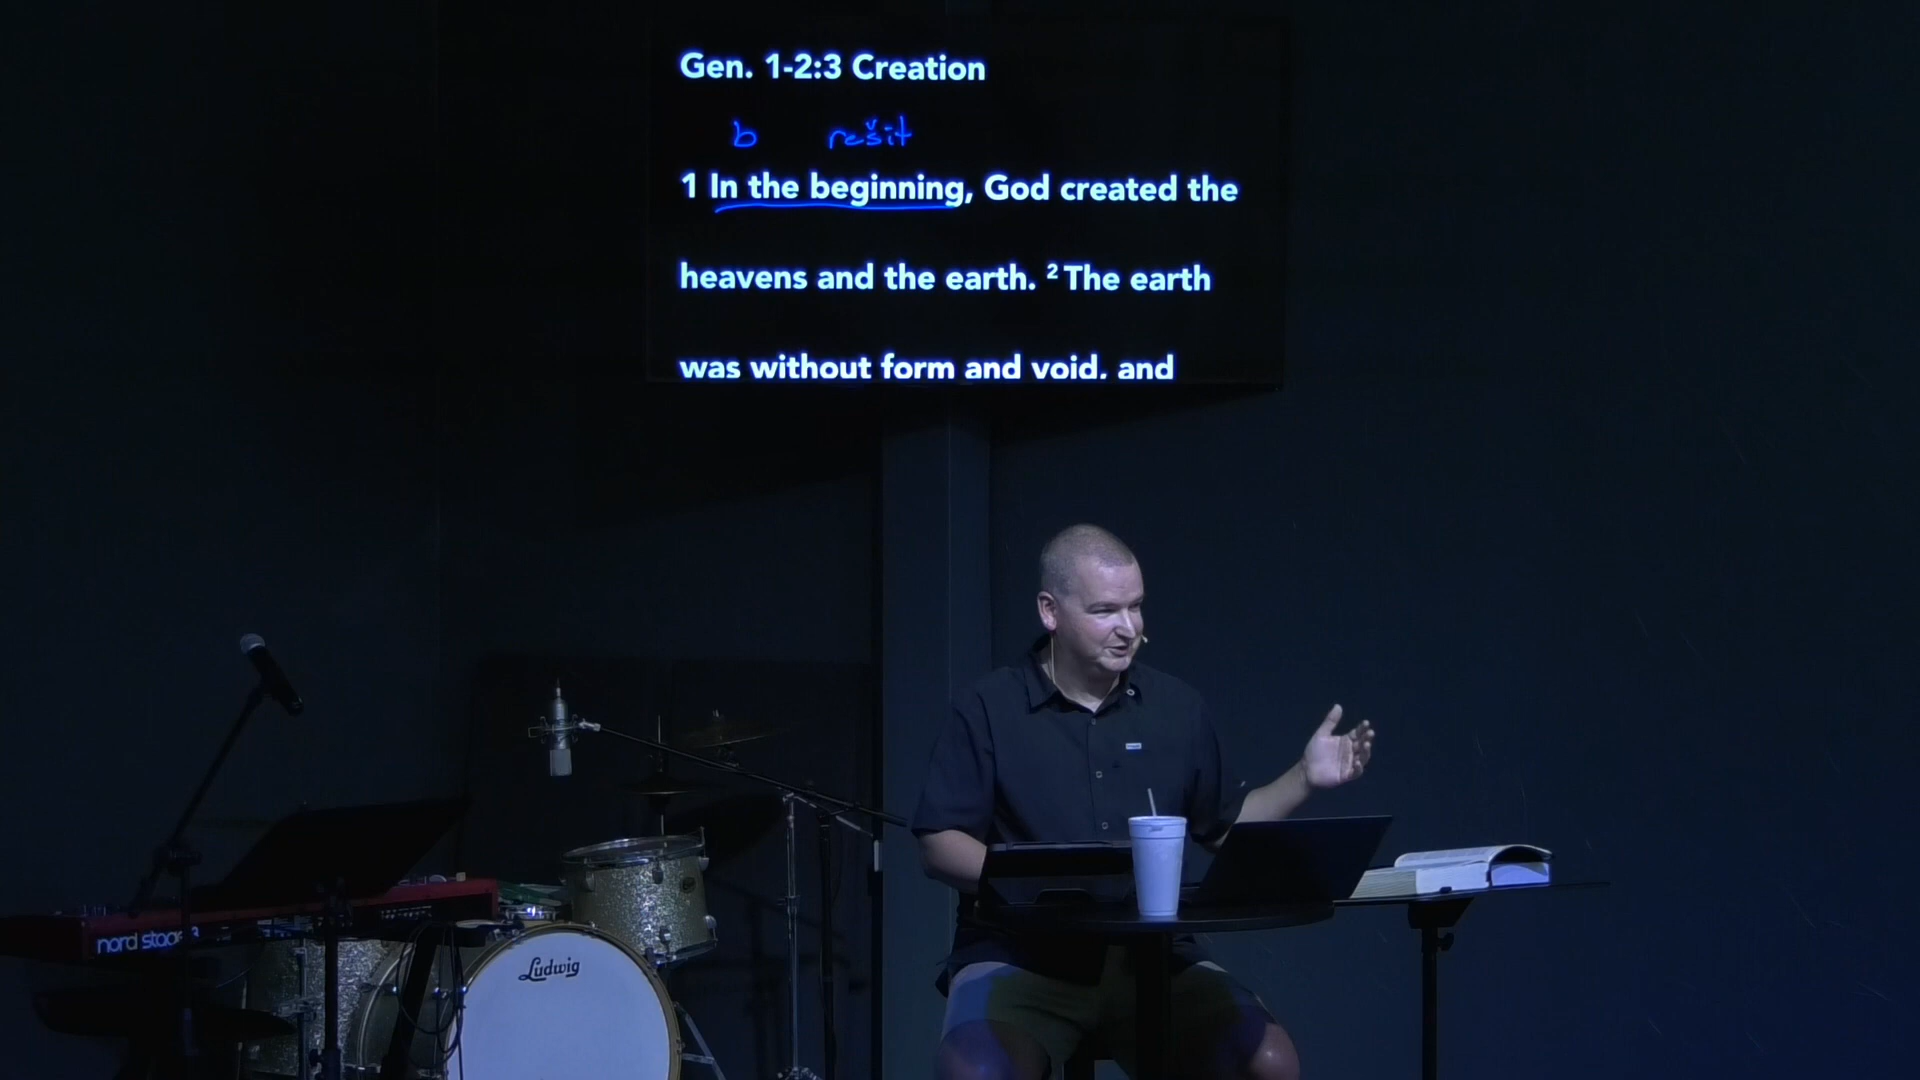 Gen. 1-2:3 Creation
b rešit
1 In the beginning, God created the
heavens and the earth. ² The earth
was without form and void, and
nord stage
Ludwig